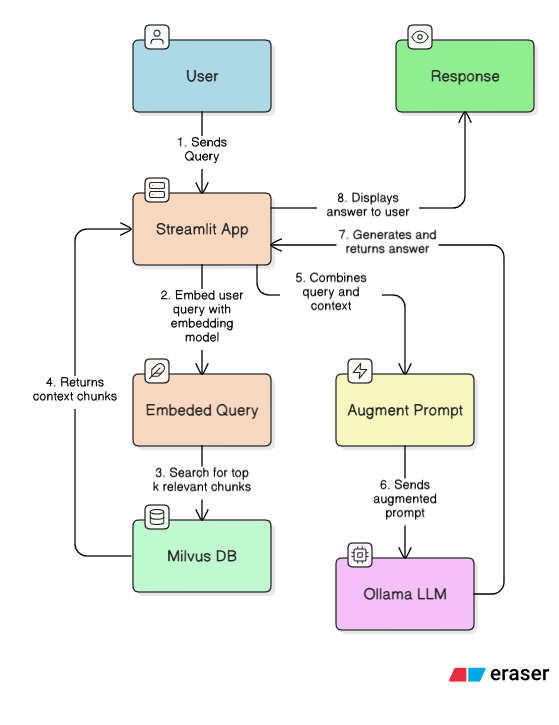 User
Response
1. Sends
Query
8. Displays
answer to user
Streamlit App
7. Generates and
returns answer
2. Embed user
query with
embedding
model
5. Combines
query and
context
4. Returns
context chunks
Embeded Query
Augment Prompt
3. Search for top
k relevant chunks
6. Sends
augmented
prompt
Milvus DB
Ollama LLM
eraser